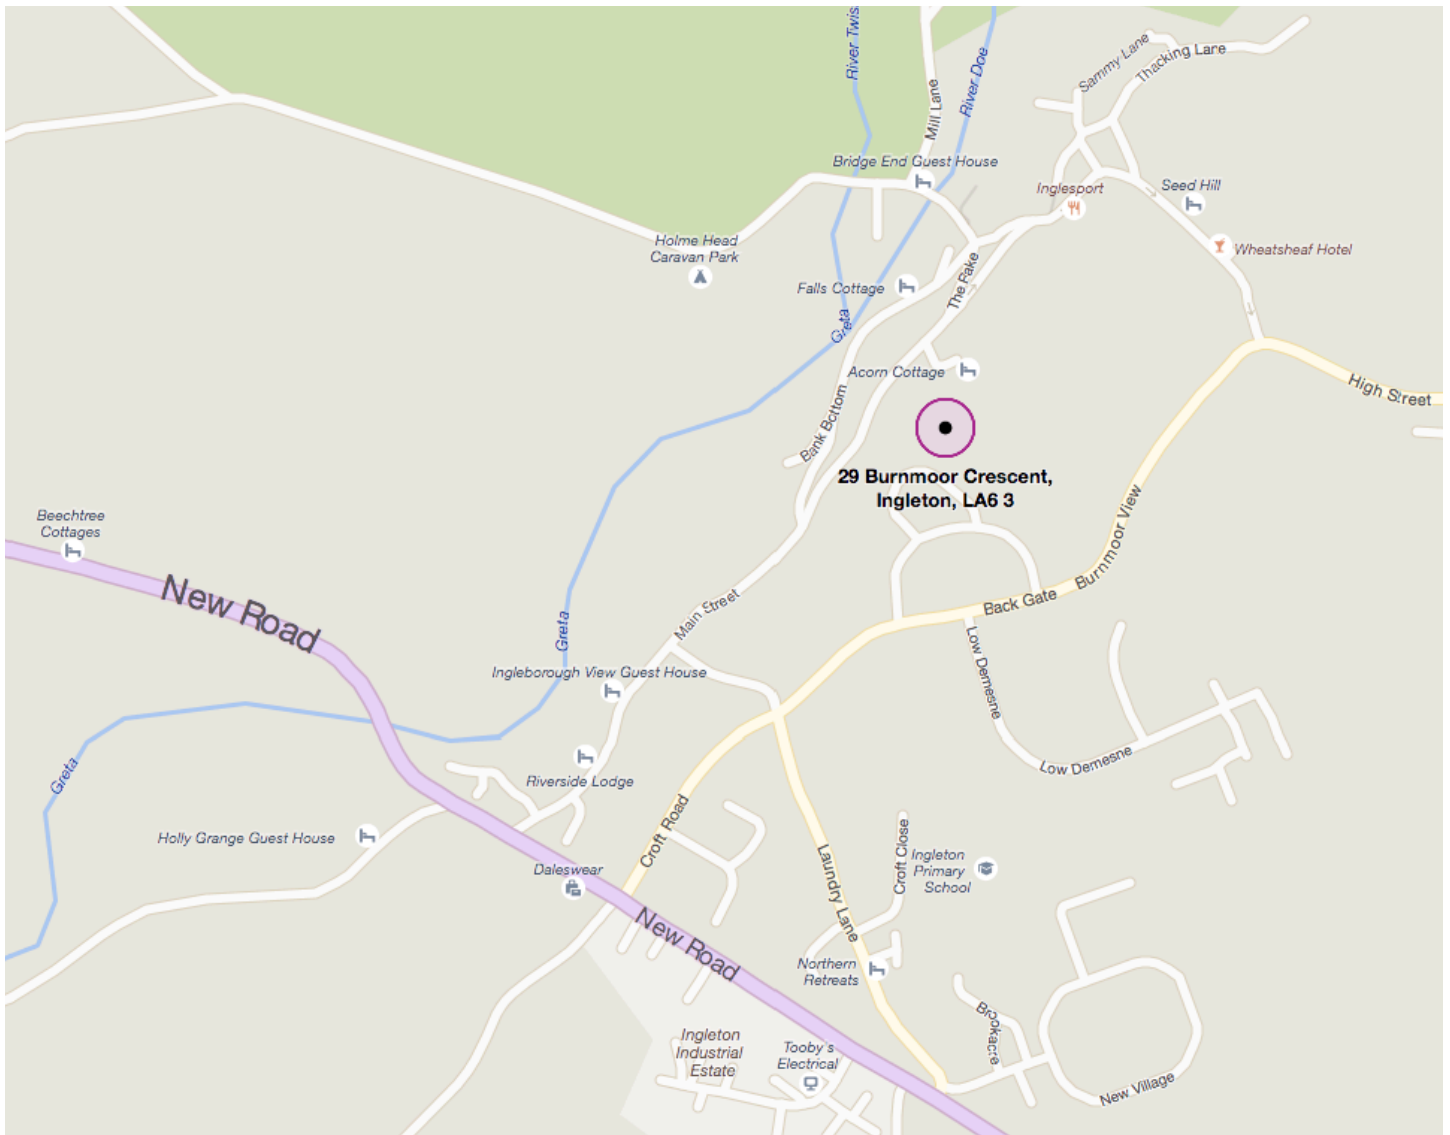 River Twis
River Doe
Mill Lane
Sammy Lane
Thacking Lane
Bridge End Guest House
Inglesport
Seed Hill
Wheatsheaf Hotel
Holme Head
Caravan Park
Falls Cottage
The Rake
Greta
Acorn Cottage
High Street
Bank Bottom
29 Burnmoor Crescent,
Ingleton, LA6 3
Beechtree
Cottages
New Road
Burnmoor View
Back Gate
Main Street
Greta
Low Demesne
Ingleborough View Guest House
Low Demesne
Greta
Riverside Lodge
Holly Grange Guest House
Croft Road
Daleswear
Laundry Lane
Croft Close
Ingleton
Primary
School
New Road
Northern
Retreats
Brookacre
Ingleton
Industrial
Estate
Tooby's
Electrical
New Village